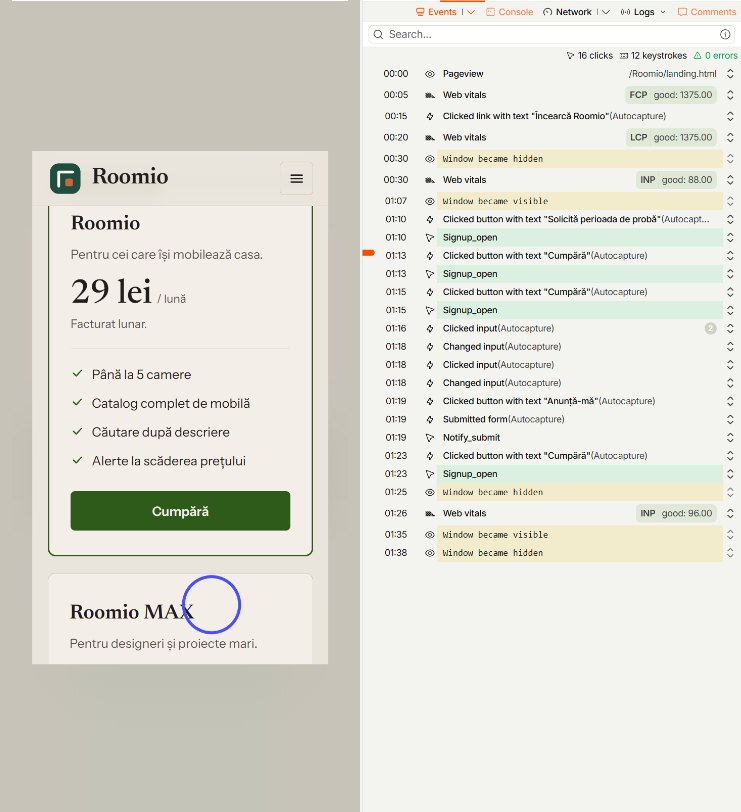 Events
Console
Network
Logs
Comments
Search...
16 clicks 12 keystrokes 0 errors
00:00 Pageview /Roomio/landing.html
00:05 Web vitals FCP good: 1375.00
00:15 Clicked link with text "Încearcă Roomio"(Autocapture)
00:20 Web vitals LCP good: 1375.00
00:30 Window became hidden
00:30 Web vitals INP good: 88.00
01:07 Window became visible
01:10 Clicked button with text "Solicită perioada de probă"(Autocapt...
01:10 Signup_open
01:13 Clicked button with text "Cumpără"(Autocapture)
01:13 Signup_open
01:15 Clicked button with text "Cumpără"(Autocapture)
01:15 Signup_open
01:16 Clicked input(Autocapture) 2
01:18 Changed input(Autocapture)
01:18 Clicked input(Autocapture)
01:18 Changed input(Autocapture)
01:19 Clicked button with text "Anunță-mă"(Autocapture)
01:19 Submitted form(Autocapture)
01:19 Notify_submit
01:23 Clicked button with text "Cumpără"(Autocapture)
01:23 Signup_open
01:25 Window became hidden
01:26 Web vitals INP good: 96.00
01:35 Window became visible
01:38 Window became hidden
Roomio
Roomio
Pentru cei care își mobilează casa.
29 lei / lună
Facturat lunar.
Până la 5 camere
Catalog complet de mobilă
Căutare după descriere
Alerte la scăderea prețului
Cumpără
Roomio MAX
Pentru designeri și proiecte mari.